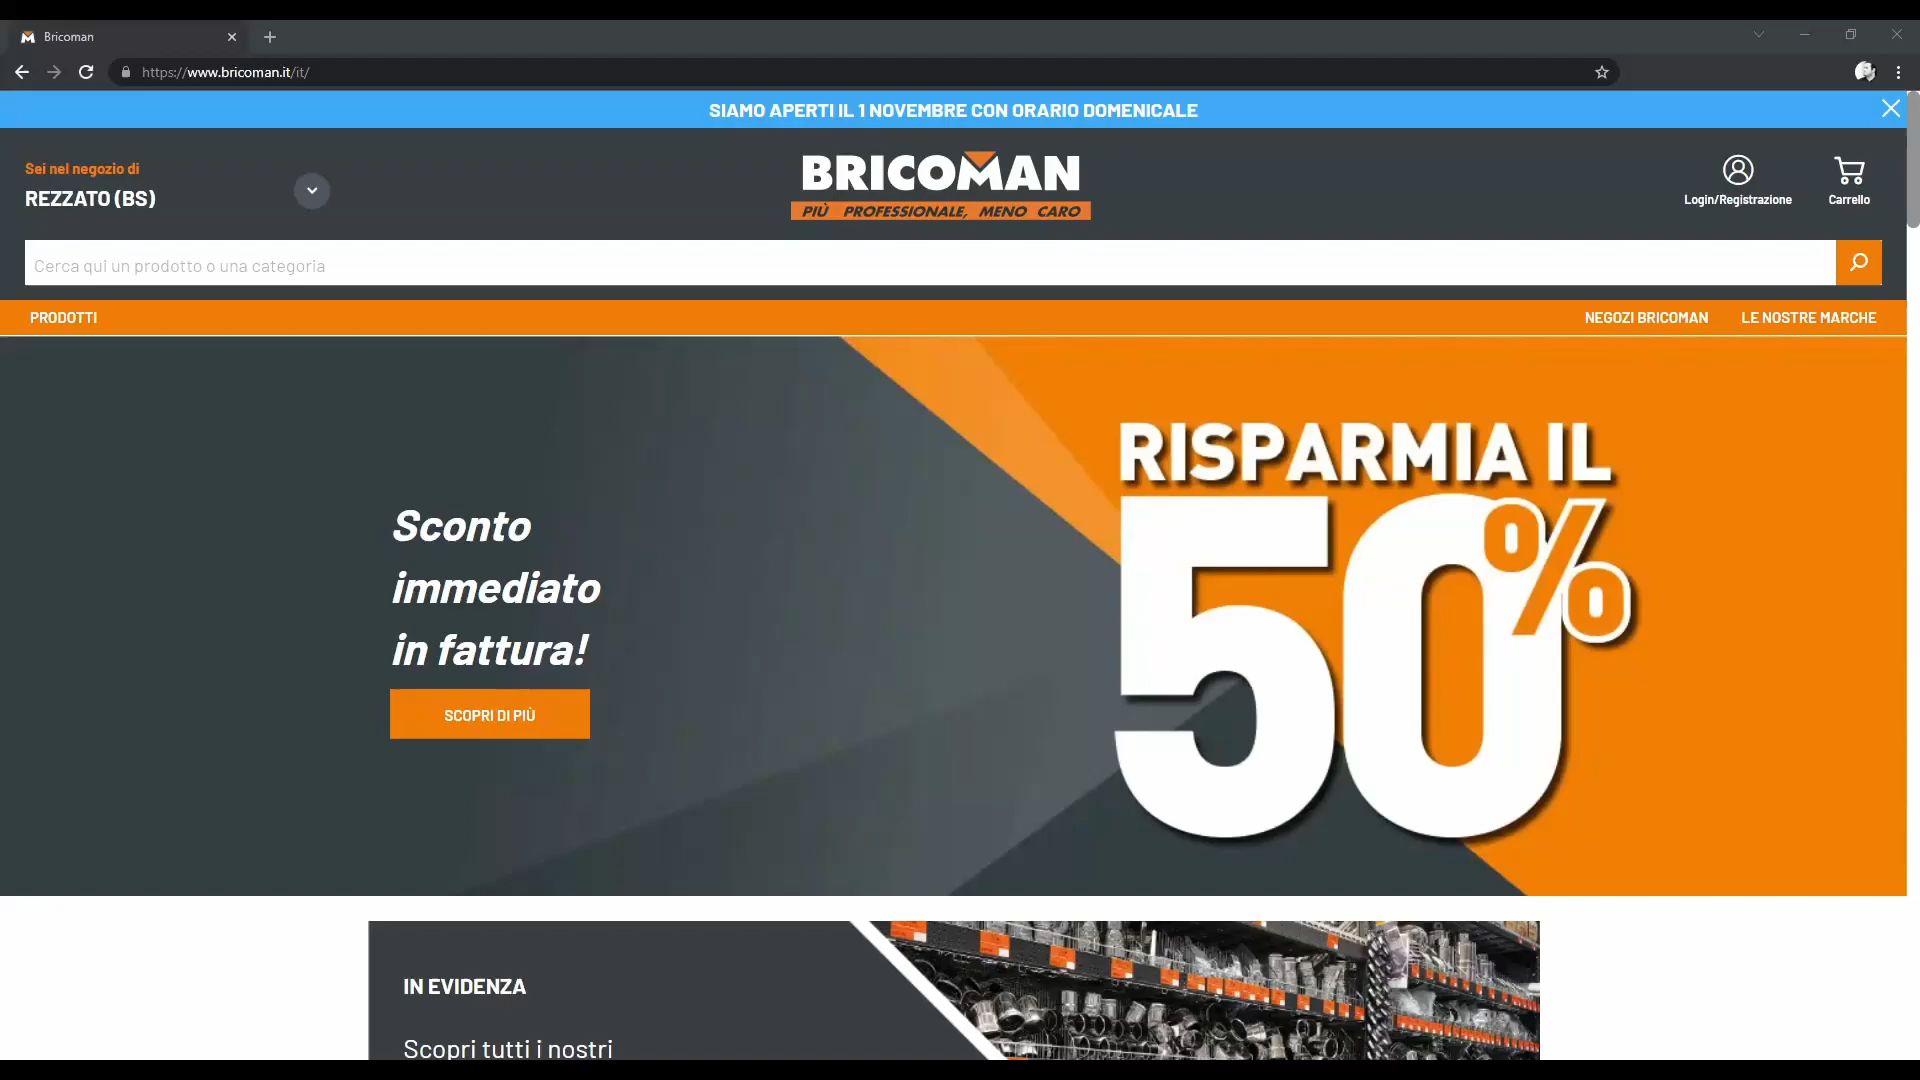 Bricoman
https://www.bricoman.it/it/
SIAMO APERTI IL 1 NOVEMBRE CON ORARIO DOMENICALE
Sei nel negozio di
REZZATO (BS)
BRICOMAN
PIÙ PROFESSIONALE, MENO CARO
Login/Registrazione
Carrello
Cerca qui un prodotto o una categoria
PRODOTTI
NEGOZI BRICOMAN
LE NOSTRE MARCHE
RISPARMIA IL
50%
Sconto
immediato
in fattura!
SCOPRI DI PIÙ
IN EVIDENZA
Scopri tutti i nostri